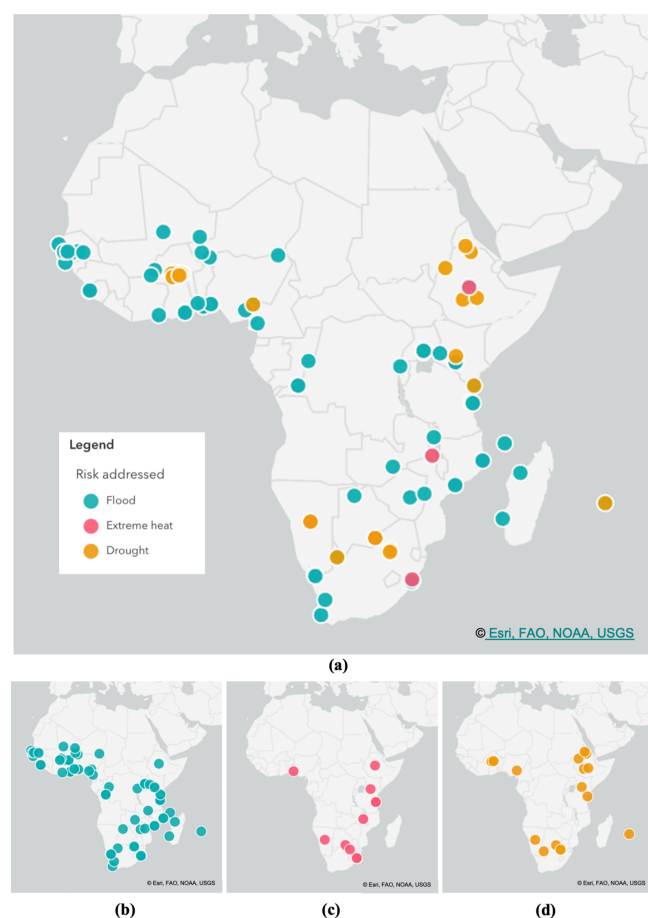 Legend
Risk addressed
Flood
Extreme heat
Drought
© Esri, FAO, NOAA, USGS
(a)
© Esri, FAO, NOAA, USGS
© Esri, FAO, NOAA, USGS
© Esri, FAO, NOAA, USGS
(b)
(c)
(d)